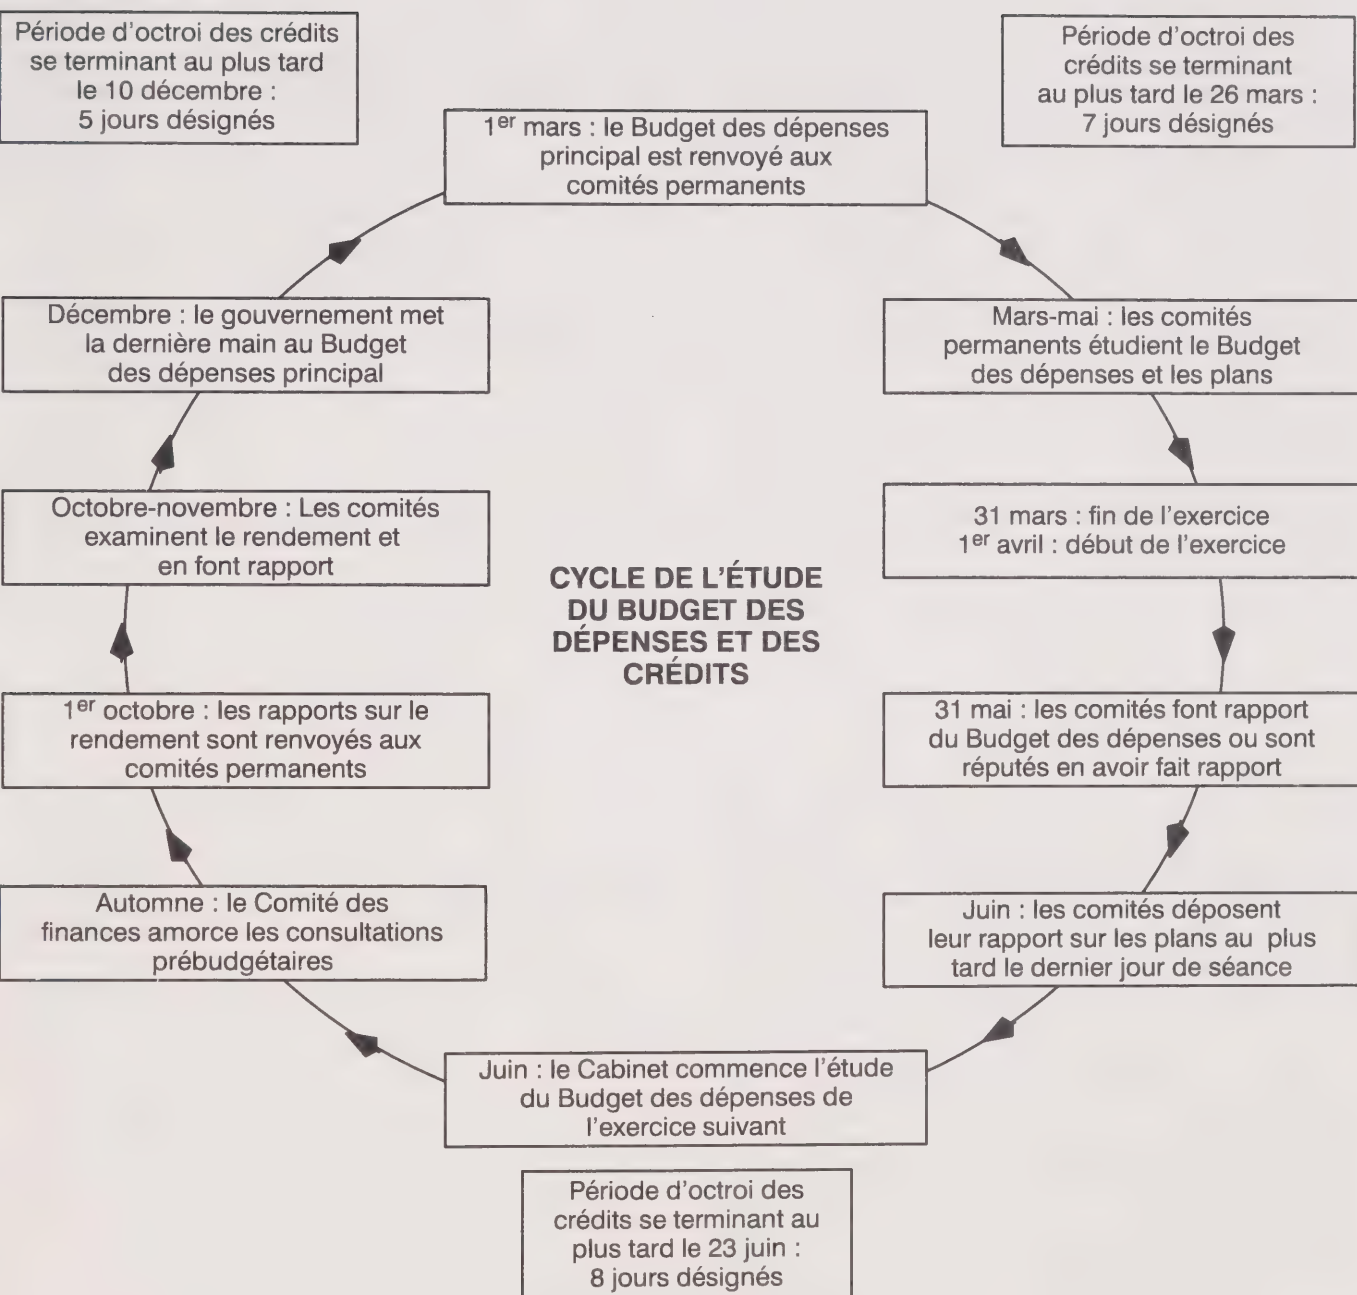 Période d'octroi des crédits
se terminant au plus tard
le 10 décembre :
5 jours désignés
Période d'octroi des
crédits se terminant
au plus tard le 26 mars :
7 jours désignés
1er mars : le Budget des dépenses
principal est renvoyé aux
comités permanents
Mars-mai : les comités
permanents étudient le Budget
des dépenses et les plans
31 mars : fin de l'exercice
1er avril : début de l'exercice
31 mai : les comités font rapport
du Budget des dépenses ou sont
réputés en avoir fait rapport
Juin : les comités déposent
leur rapport sur les plans au plus
tard le dernier jour de séance
Juin : le Cabinet commence l'étude
du Budget des dépenses de
l'exercice suivant
Automne : le Comité des
finances amorce les consultations
prébudgétaires
1er octobre : les rapports sur le
rendement sont renvoyés aux
comités permanents
Octobre-novembre : Les comités
examinent le rendement et
en font rapport
Décembre : le gouvernement met
la dernière main au Budget
des dépenses principal
CYCLE DE L'ÉTUDE
DU BUDGET DES
DÉPENSES ET DES
CRÉDITS
Période d'octroi des
crédits se terminant au
plus tard le 23 juin :
8 jours désignés